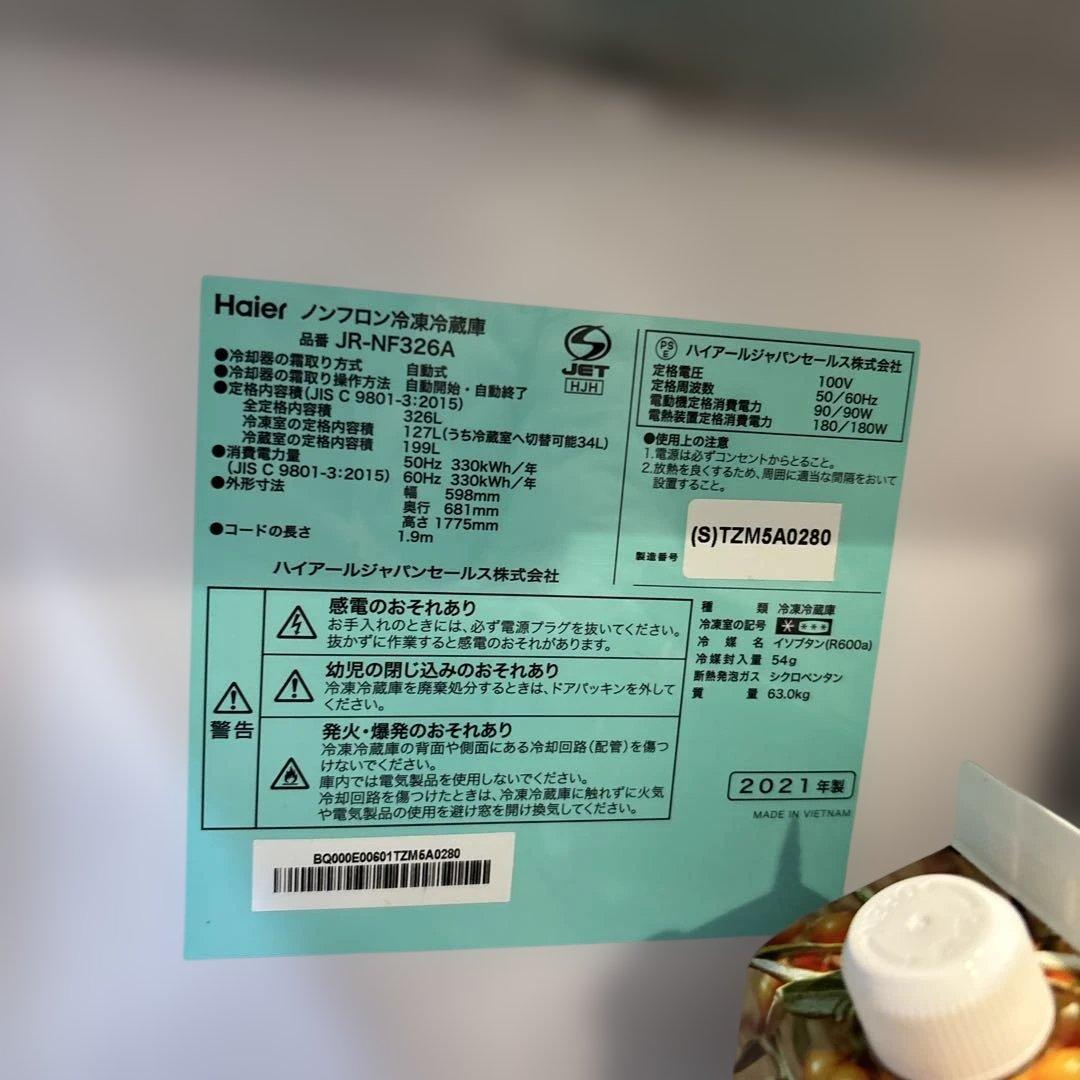 Haier ノンフロン冷凍冷蔵庫
品番 JR-NF326A
●冷却器の霜取り方式 自動式
●冷却器の霜取り操作方法 自動開始・自動終了
●定格内容積(JIS C 9801-3:2015)
全定格内容積 326L
冷凍室の定格内容積 127L(うち冷蔵室へ切替可能34L)
冷蔵室の定格内容積 199L
●消費電力量 50Hz 330kWh/年
(JIS C 9801-3:2015) 60Hz 330kWh/年
●外形寸法 幅 598mm
奥行 681mm
高さ 1775mm
●コードの長さ 1.9m
ハイアールジャパンセールス株式会社
S
JET
HJH
PS
E
ハイアールジャパンセールス株式会社
定格電圧 100V
定格周波数 50/60Hz
電動機定格消費電力 90/90W
電熱装置定格消費電力 180/180W
●使用上の注意
1.電源は必ずコンセントからとること。
2.放熱を良くするため、周囲に適当な間隔をおいて
設置すること。
製造番号 (S)TZM5A0280
警告
感電のおそれあり
お手入れのときには、必ず電源プラグを抜いてください。
抜かずに作業すると感電のおそれがあります。
幼児の閉じ込みのおそれあり
冷凍冷蔵庫を廃棄処分するときは、ドアパッキンを外して
ください。
発火・爆発のおそれあり
冷凍冷蔵庫の背面や側面にある冷却回路(配管)を傷つ
けないでください。
庫内では電気製品を使用しないでください。
冷却回路を傷つけたときは、冷凍冷蔵庫に触れずに火気
や電気製品の使用を避け窓を開け換気してください。
種類 冷凍冷蔵庫
冷凍室の記号 ****
冷媒名 イソブタン(R600a)
冷媒封入量 54g
断熱発泡ガス シクロペンタン
質量 63.0kg
2021年製
MADE IN VIETNAM
BQ000E00601TZM5A0280